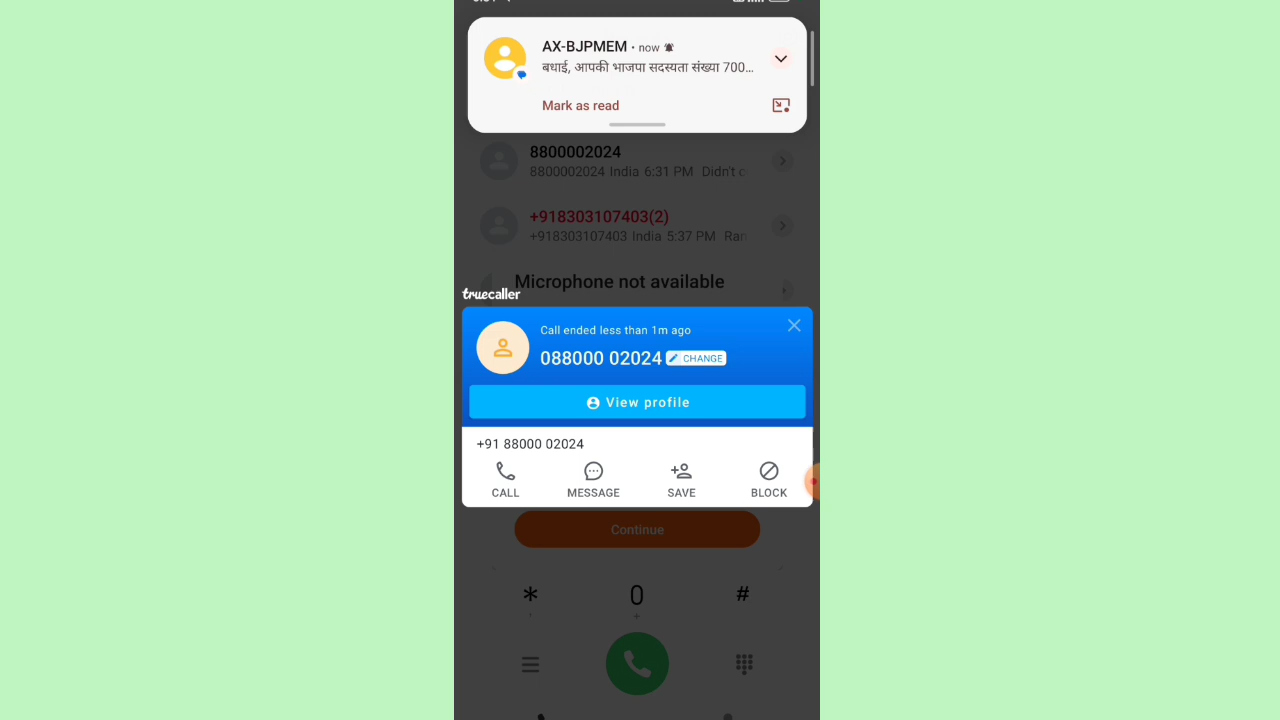 AX-BJPMEM • now
बधाई, आपकी भाजपा सदस्यता संख्या 700...
Mark as read
8800002024
8800002024 India 6:31 PM Didn't c
+918303107403(2)
+918303107403 India 5:37 PM Ran
Microphone not available
truecaller
Call ended less than 1m ago
088000 02024 CHANGE
View profile
+91 88000 02024
CALL MESSAGE SAVE BLOCK
Continue
* 0 #
+